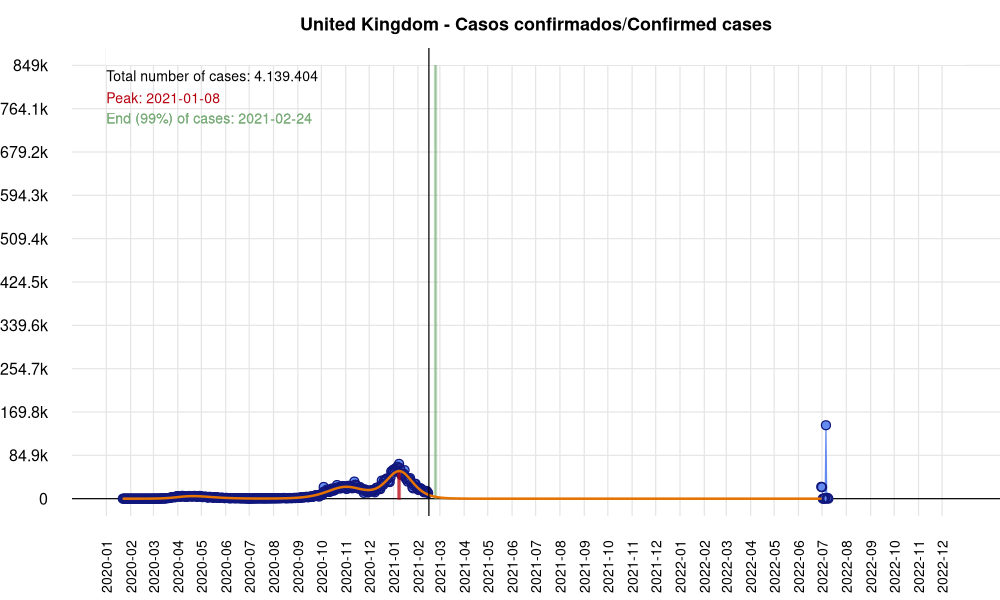 United Kingdom - Casos confirmados/Confirmed cases
849k
Total number of cases: 4.139.404
Peak: 2021-01-08
764.1k
End (99%) of cases: 2021-02-24
679.2k
594.3k
509.4k
424.5k
339.6k
254.7k
169.8k
84.9k
0
2020-01
2020-02
2020-03
2020-04
2020-05
2020-06
2020-07
2020-08
2020-09
2020-10
2020-11
2020-12
2021-01
2021-02
2021-03
2021-04
2021-05
2021-06
2021-07
2021-08
2021-09
2021-10
2021-11
2021-12
2022-01
2022-02
2022-03
2022-04
2022-05
2022-06
2022-07
2022-08
2022-09
2022-10
2022-11
2022-12